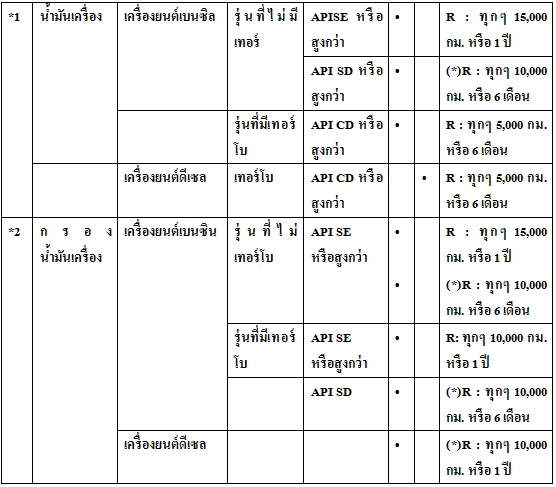 *1 น้ำมันเครื่อง เครื่องยนต์เบนซิล รุ่นที่ไม่มี APISE หรือ • R : ทุกๆ 15,000
เทอร์ สูงกว่า กม. หรือ 1 ปี
API SD หรือ • (*)R : ทุกๆ 10,000
สูงกว่า กม. หรือ 6 เดือน
รุ่นที่มีเทอร์ API CD หรือ • R : ทุกๆ 5,000 กม.
โบ สูงกว่า หรือ 6 เดือน
เครื่องยนต์ดีเซล เทอร์โบ API CD หรือ • R : ทุกๆ 5,000 กม.
สูงกว่า หรือ 6 เดือน
*2 กรอง เครื่องยนต์เบนซิน รุ่นที่ไม่ API SE • R : ทุกๆ 15,000
น้ำมันเครื่อง เทอร์โบ หรือสูงกว่า กม. หรือ 1 ปี
• (*)R : ทุกๆ 10,000
กม. หรือ 6 เดือน
รุ่นที่มีเทอร์ API SE • R: ทุกๆ 10,000 กม.
โบ หรือสูงกว่า หรือ 1 ปี
API SD • (*)R : ทุกๆ 10,000
กม. หรือ 6 เดือน
เครื่องยนต์ดีเซล • (*)R : ทุกๆ 10,000
กม. หรือ 1 ปี